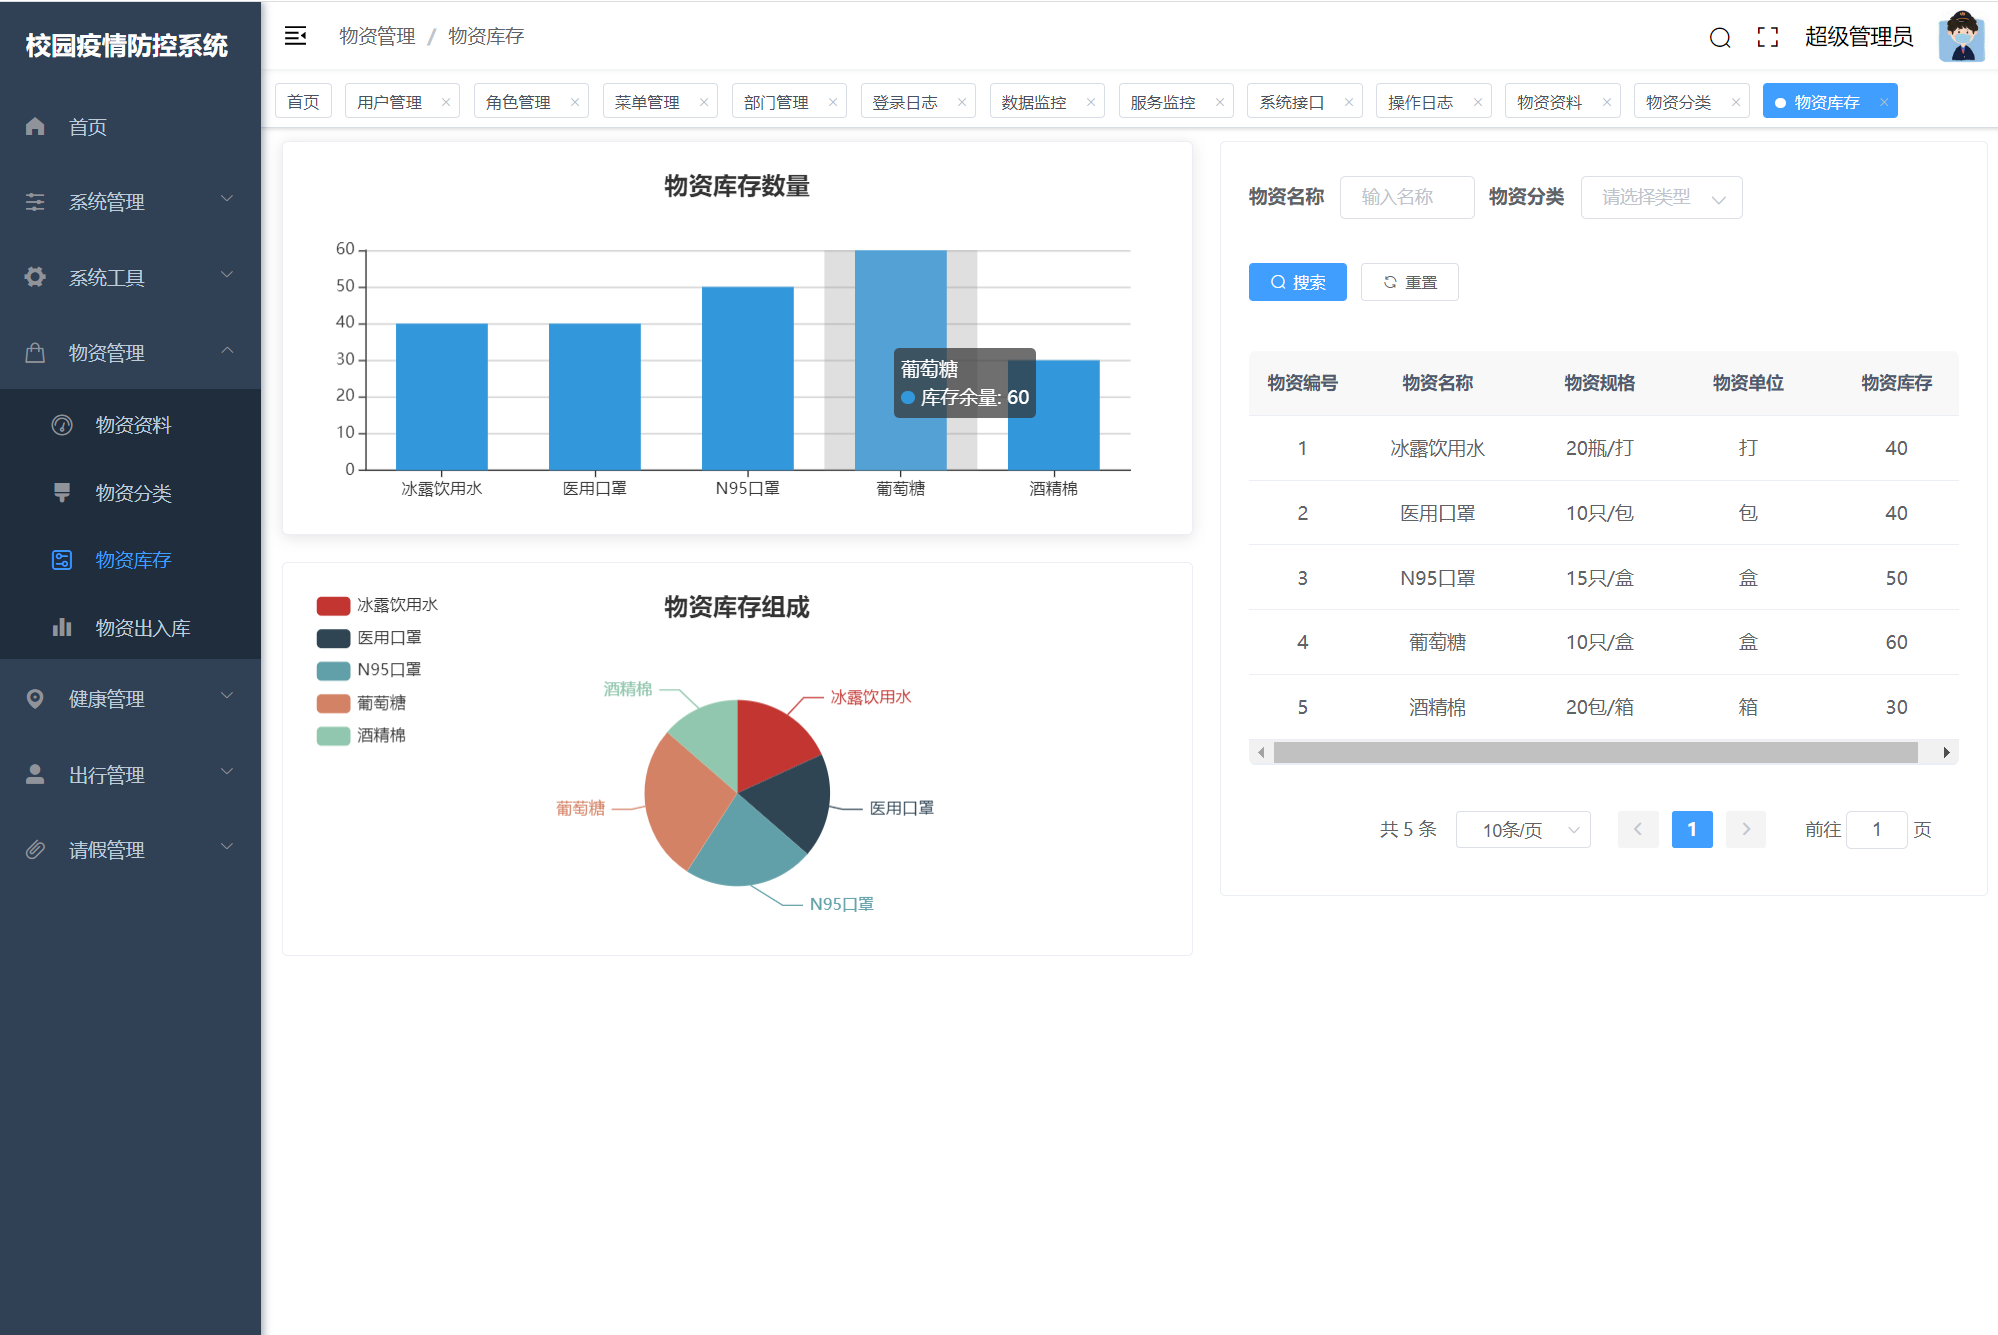 校园疫情防控系统
首页
系统管理
系统工具
物资管理
物资资料
物资分类
物资库存
物资出入库
健康管理
出行管理
请假管理
物资管理 / 物资库存
超级管理员
首页 用户管理 × 角色管理 × 菜单管理 × 部门管理 × 登录日志 × 数据监控 × 服务监控 × 系统接口 × 操作日志 × 物资资料 × 物资分类 × 物资库存 ×
物资库存数量
60
50
40
30
20
10
0
冰露饮用水 医用口罩 N95口罩 葡萄糖 酒精棉
葡萄糖
库存余量: 60
物资库存组成
冰露饮用水
医用口罩
N95口罩
葡萄糖
酒精棉
酒精棉
冰露饮用水
葡萄糖
医用口罩
N95口罩
物资名称 输入名称 物资分类 请选择类型
搜索 重置
物资编号 物资名称 物资规格 物资单位 物资库存
1 冰露饮用水 20瓶/打 打 40
2 医用口罩 10只/包 包 40
3 N95口罩 15只/盒 盒 50
4 葡萄糖 10只/盒 盒 60
5 酒精棉 20包/箱 箱 30
共 5 条 10条/页 1 前往 1 页